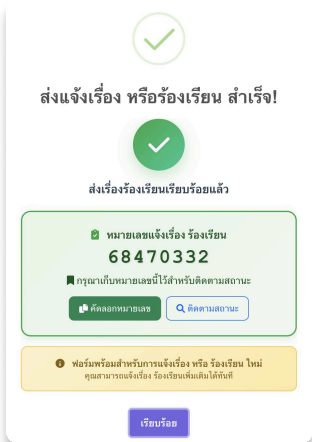 ส่งแจ้งเรื่อง หรือร้องเรียน สำเร็จ!
ส่งเรื่องร้องเรียนเรียบร้อยแล้ว
หมายเลขแจ้งเรื่อง ร้องเรียน
68470332
กรุณาเก็บหมายเลขนี้ไว้สำหรับติดตามสถานะ
คัดลอกหมายเลข
ติดตามสถานะ
ฟอร์มพร้อมสำหรับการแจ้งเรื่อง หรือ ร้องเรียน ใหม่
คุณสามารถแจ้งเรื่อง ร้องเรียนเพิ่มเติมได้ทันที
เรียบร้อย